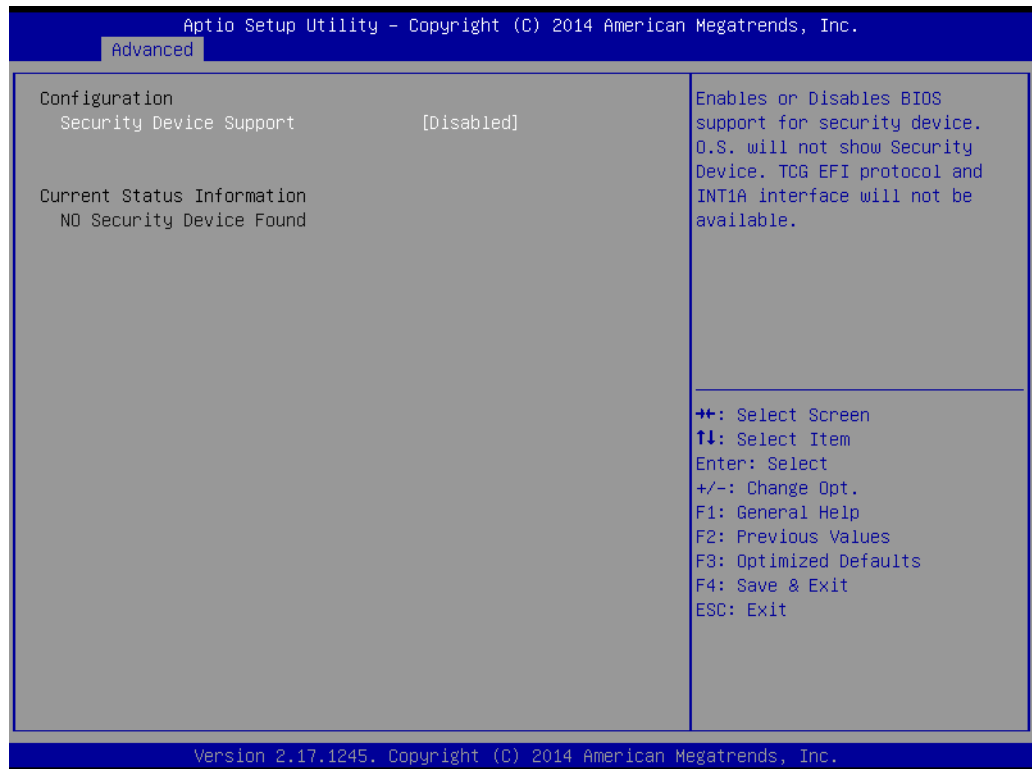 Aptio Setup Utility – Copyright (C) 2014 American Megatrends, Inc.
Advanced
Configuration
Security Device Support [Disabled]
Current Status Information
NO Security Device Found
Enables or Disables BIOS
support for security device.
O.S. will not show Security
Device. TCG EFI protocol and
INT1A interface will not be
available.
→←: Select Screen
↑↓: Select Item
Enter: Select
+/-: Change Opt.
F1: General Help
F2: Previous Values
F3: Optimized Defaults
F4: Save & Exit
ESC: Exit
Version 2.17.1245. Copyright (C) 2014 American Megatrends, Inc.